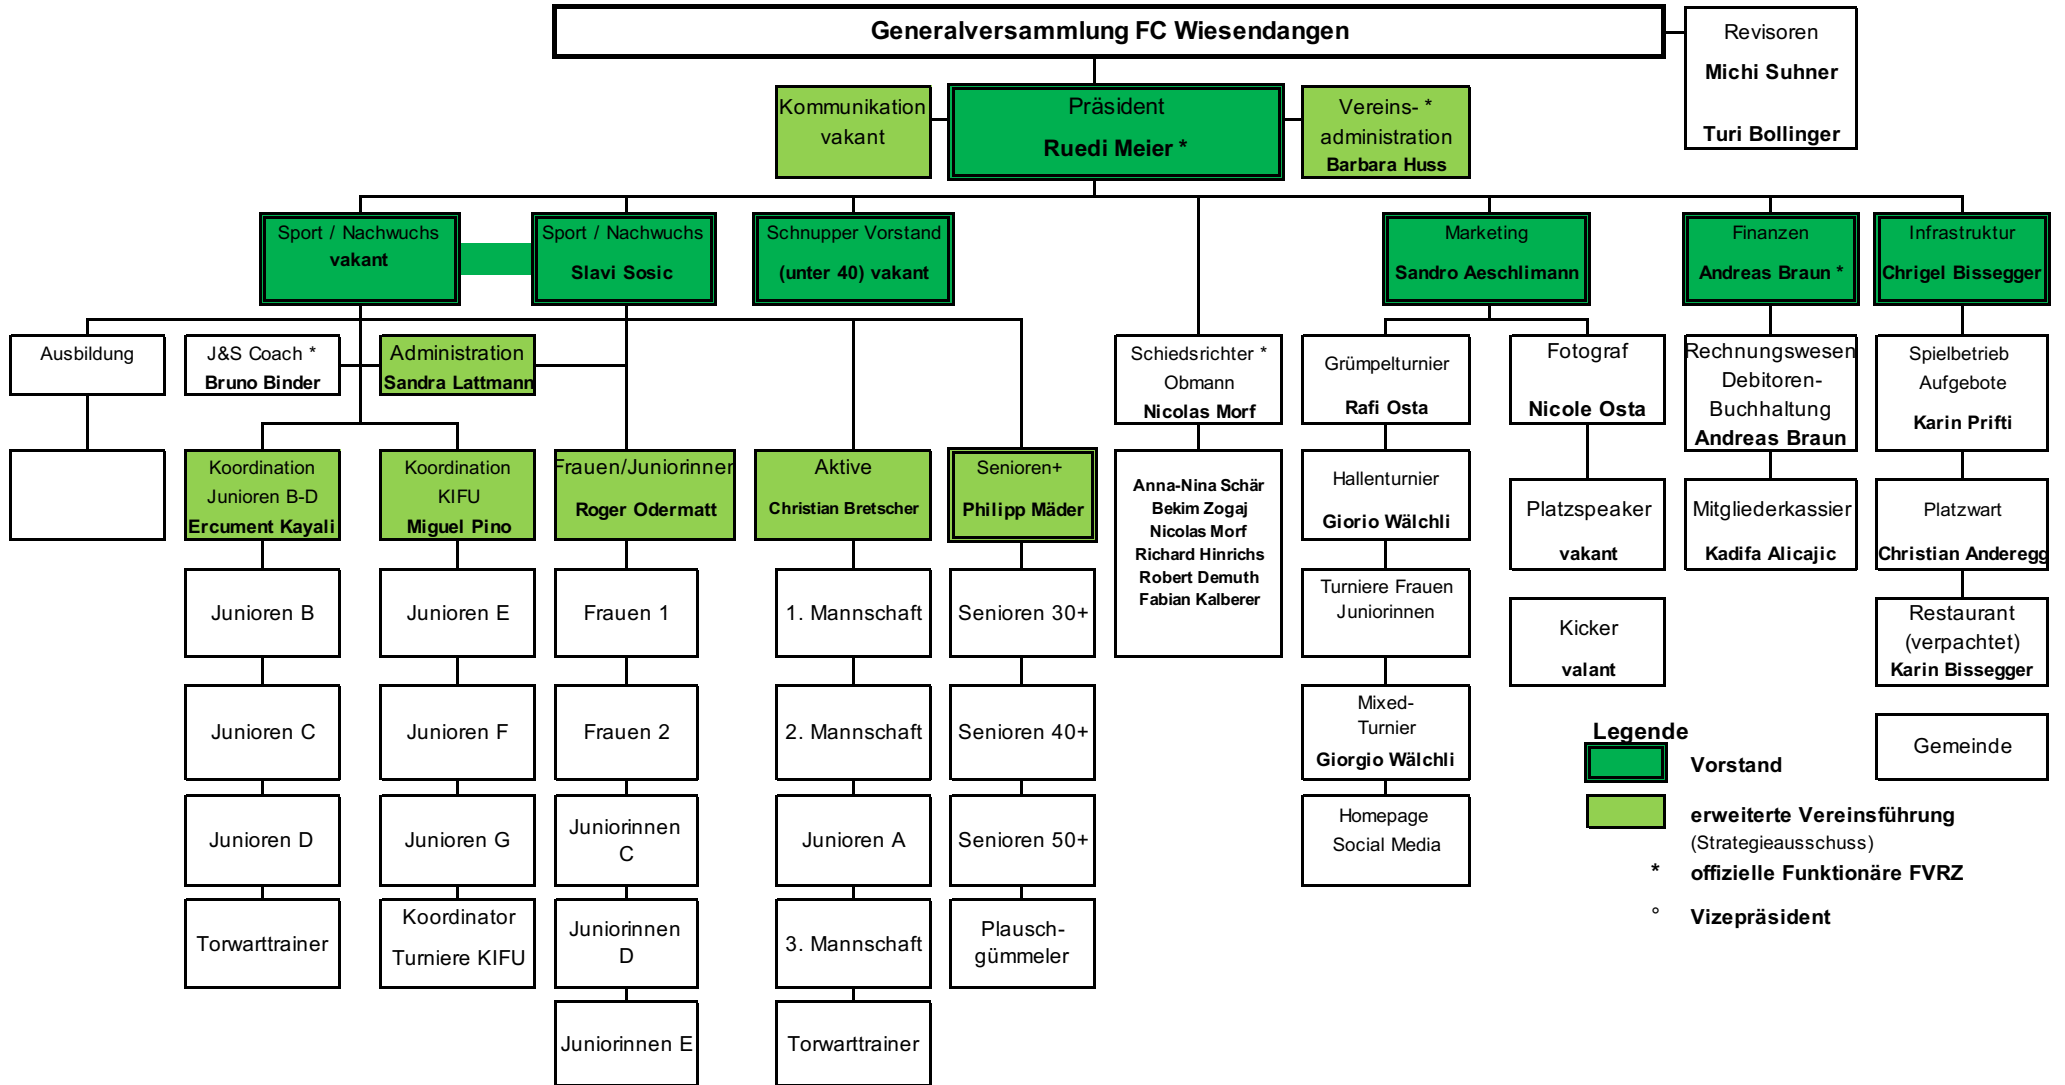 Generalversammlung FC Wiesendangen
Revisoren
Michi Suhner
Turi Bollinger
Kommunikation
vakant
Präsident
Ruedi Meier *
Vereins- *
administration
Barbara Huss
Sport / Nachwuchs
vakant
Sport / Nachwuchs
Slavi Sosic
Schnupper Vorstand
(unter 40) vakant
Marketing
Sandro Aeschlimann
Finanzen
Andreas Braun *
Infrastruktur
Chrigel Bissegger
Ausbildung
J&S Coach *
Bruno Binder
Administration
Sandra Lattmann
Schiedsrichter *
Obmann
Nicolas Morf
Grümpelturnier
Rafi Osta
Fotograf
Nicole Osta
Rechnungswesen
Debitoren-
Buchhaltung
Andreas Braun
Spielbetrieb
Aufgebote
Karin Prifti
Koordination
Junioren B-D
Ercument Kayali
Koordination
KIFU
Miguel Pino
Frauen/Juniorinnen
Roger Odermatt
Aktive
Christian Bretscher
Senioren+
Philipp Mäder
Anna-Nina Schär
Bekim Zogaj
Nicolas Morf
Richard Hinrichs
Robert Demuth
Fabian Kalberer
Hallenturnier
Giorio Wälchli
Platzspeaker
vakant
Mitgliederkassier
Kadifa Alicajic
Platzwart
Christian Anderegg
Junioren B
Junioren E
Frauen 1
1. Mannschaft
Senioren 30+
Turniere Frauen
Juniorinnen
Kicker
valant
Restaurant
(verpachtet)
Karin Bissegger
Junioren C
Junioren F
Frauen 2
2. Mannschaft
Senioren 40+
Mixed-
Turnier
Giorgio Wälchli
Gemeinde
Junioren D
Junioren G
Juniorinnen
C
Junioren A
Senioren 50+
Homepage
Social Media
Torwarttrainer
Koordinator
Turniere KIFU
Juniorinnen
D
3. Mannschaft
Plausch-
gümmeler
Juniorinnen E
Torwarttrainer
Legende
Vorstand
erweiterte Vereinsführung
(Strategieausschuss)
* offizielle Funktionäre FVRZ
° Vizepräsident